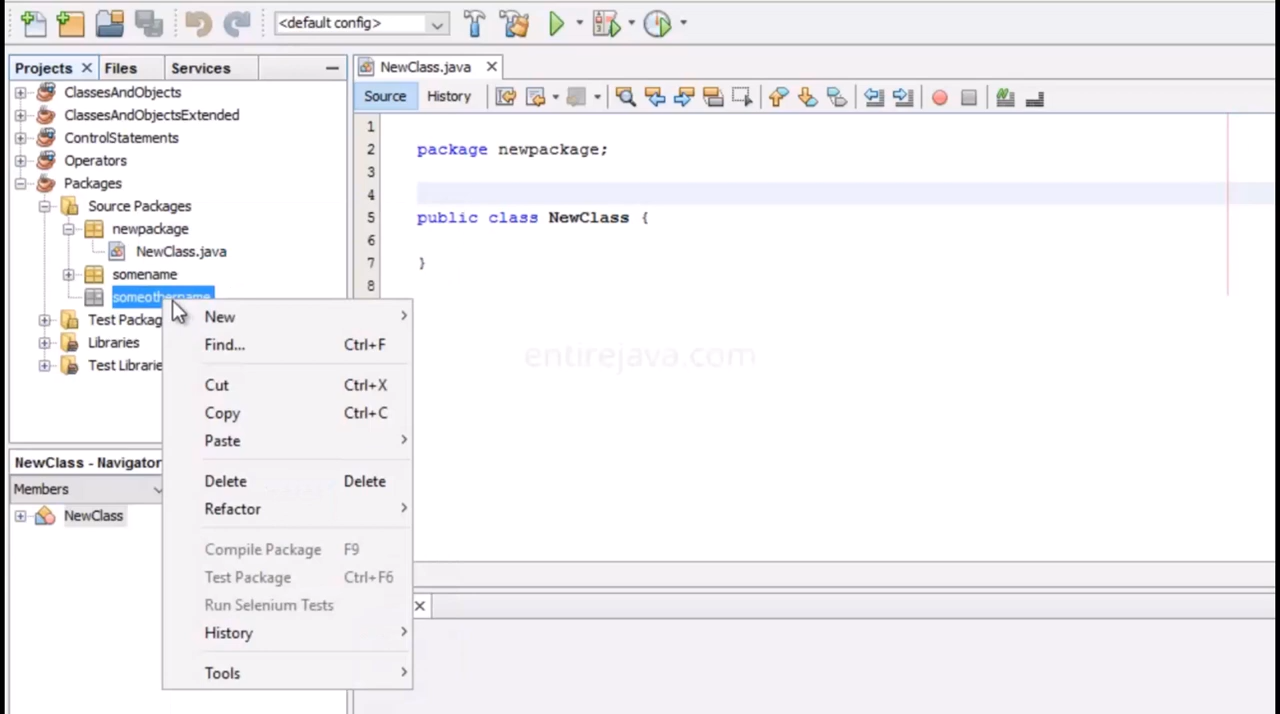 <default config>
Projects Files Services
NewClass.java
Source History
ClassesAndObjects
ClassesAndObjectsExtended
ControlStatements
Operators
Packages
Source Packages
newpackage
NewClass.java
somename
someothername
Test Packag
Libraries
Test Librarie
1
2 package newpackage;
3
4
5 public class NewClass {
6
7 }
8
entirejava.com
New
Find... Ctrl+F
Cut Ctrl+X
Copy Ctrl+C
Paste
Delete Delete
Refactor
Compile Package F9
Test Package Ctrl+F6
Run Selenium Tests
History
Tools
NewClass - Navigator
Members
NewClass